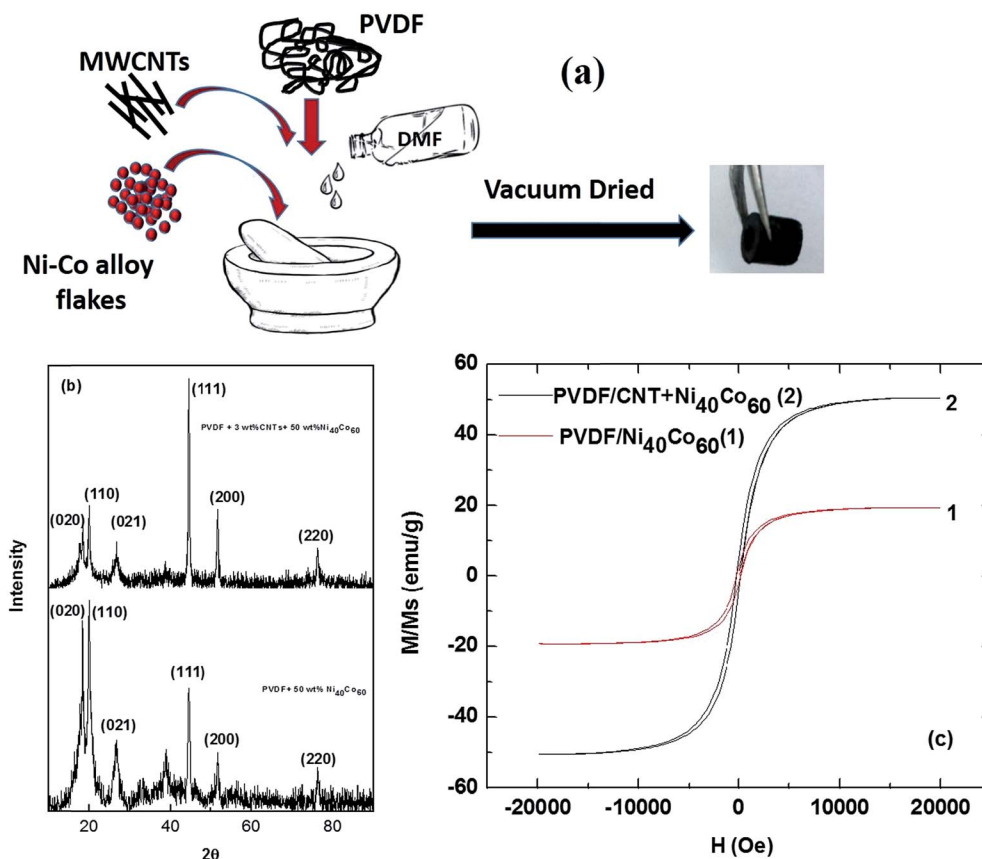 PVDF
MWCNTs
(a)
DMF
Vacuum Dried
Ni-Co alloy
flakes
(b)
(111)
PVDF + 3 wt%CNTs+ 50 wt%Ni40Co60
(110)
(020)
(021)
(200)
(220)
(020)
(110)
(111)
PVDF+ 50 wt% Ni40Co60
(021)
(200)
(220)
Intensity
20 40 60 80
2θ
60
40
20
0
-20
-40
-60
M/Ms (emu/g)
PVDF/CNT+Ni40Co60 (2)
PVDF/Ni40Co60(1)
2
1
(c)
-20000 -10000 0 10000 20000
H (Oe)